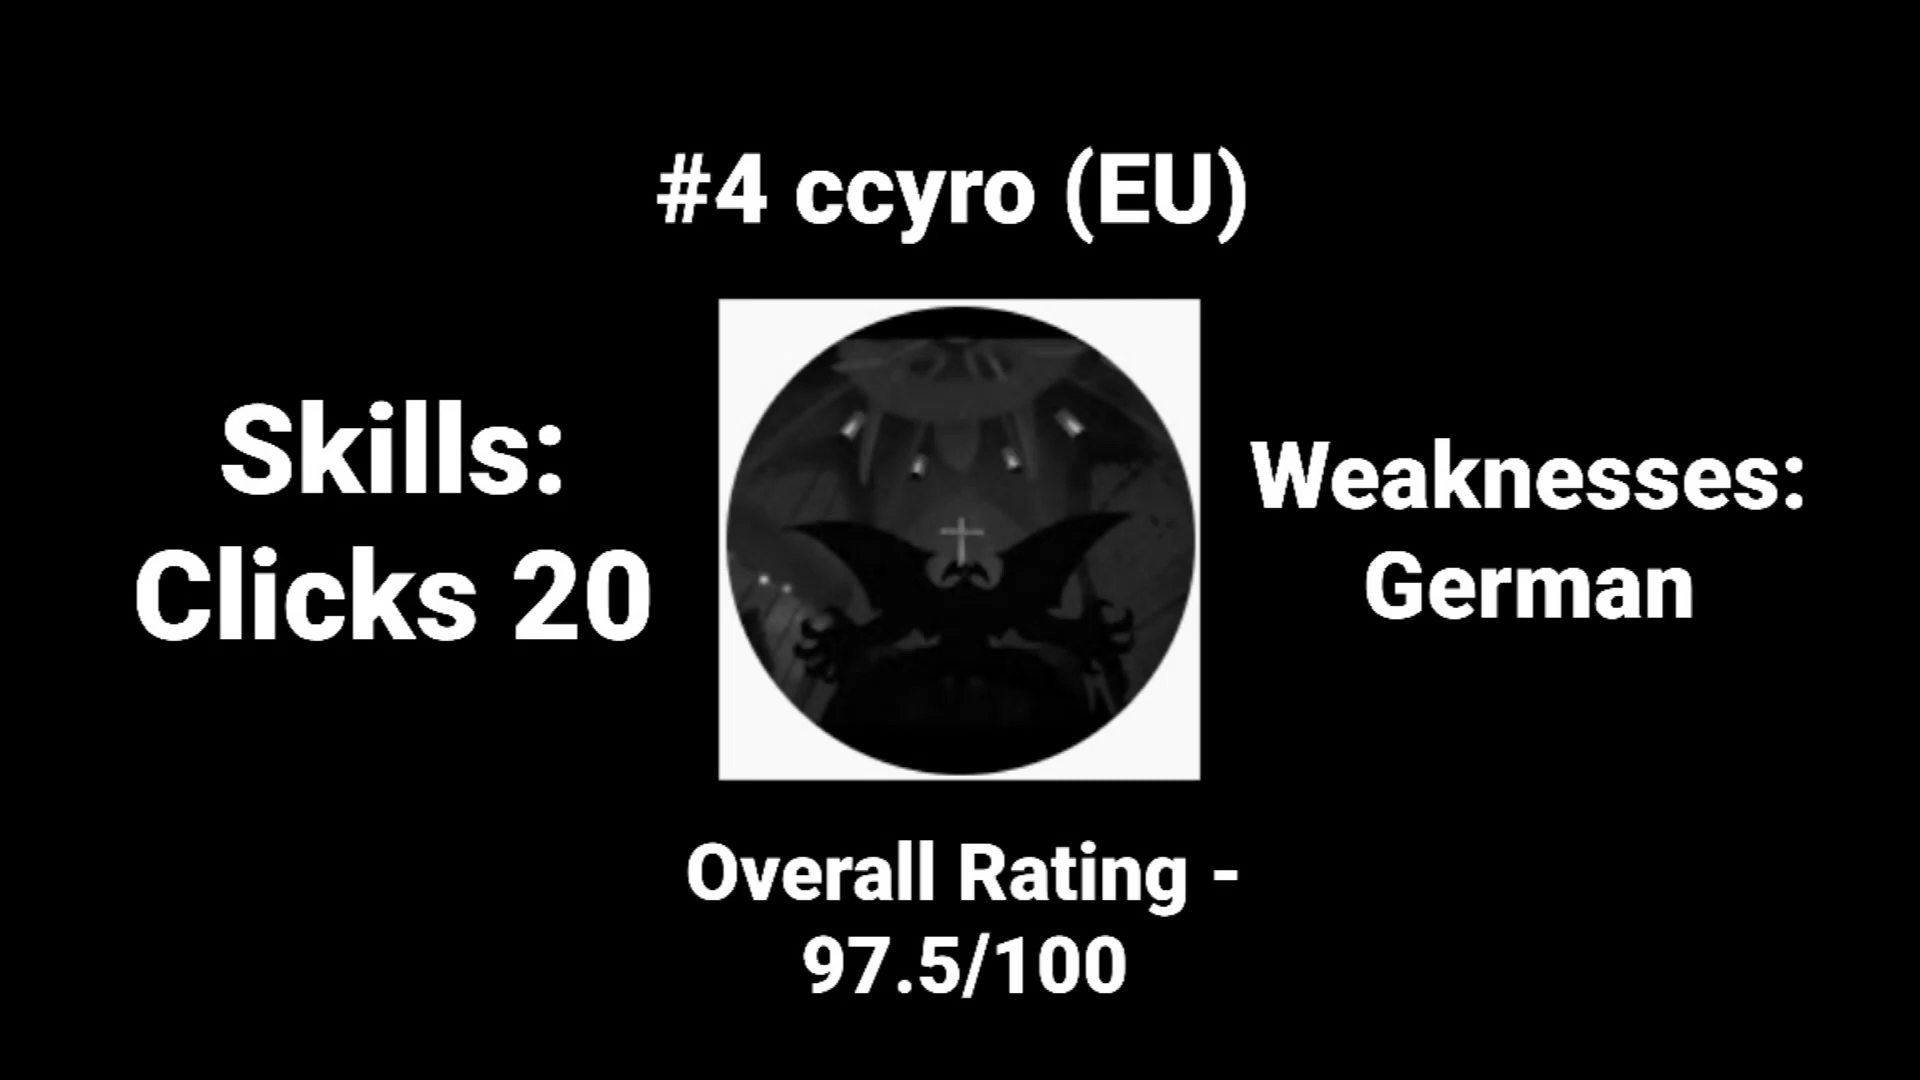 #4 ccyro (EU)
Skills:
Clicks 20
Weaknesses:
German
Overall Rating -
97.5/100